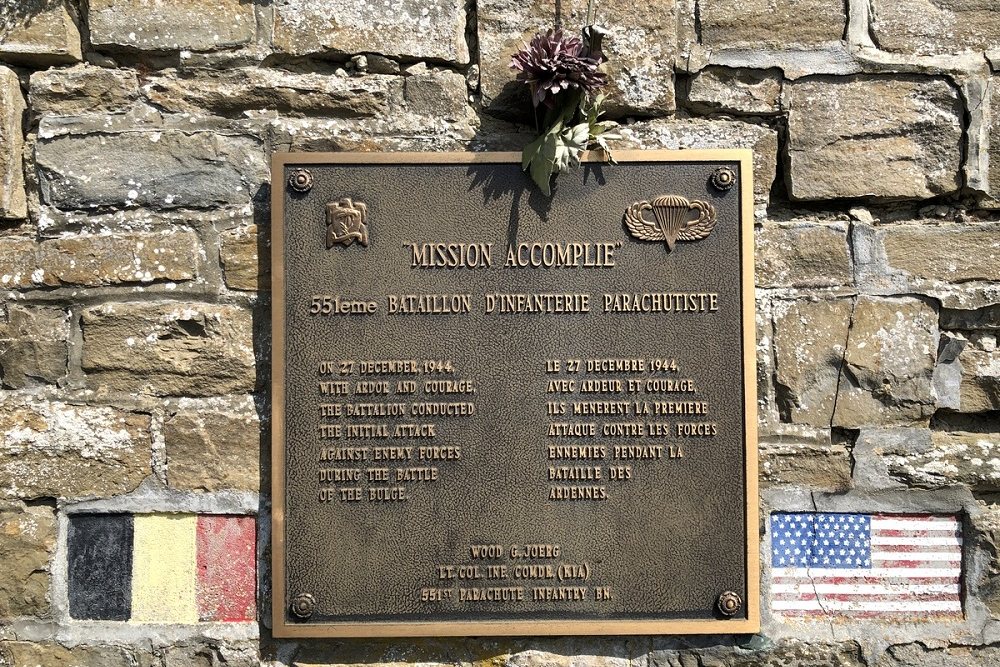 "MISSION ACCOMPLIE"
551eme BATAILLON D'INFANTERIE PARACHUTISTE
ON 27 DECEMBER, 1944,
WITH ARDOR AND COURAGE,
THE BATTALION CONDUCTED
THE INITIAL ATTACK
AGAINST ENEMY FORCES
DURING THE BATTLE
OF THE BULGE.
LE 27 DECEMBRE 1944,
AVEC ARDEUR ET COURAGE,
ILS MENERENT LA PREMIERE
ATTAQUE CONTRE LES FORCES
ENNEMIES PENDANT LA
BATAILLE DES
ARDENNES.
WOOD G. JOERG
LT. COL. INF. COMDR. (KIA)
551ST PARACHUTE INFANTRY BN.